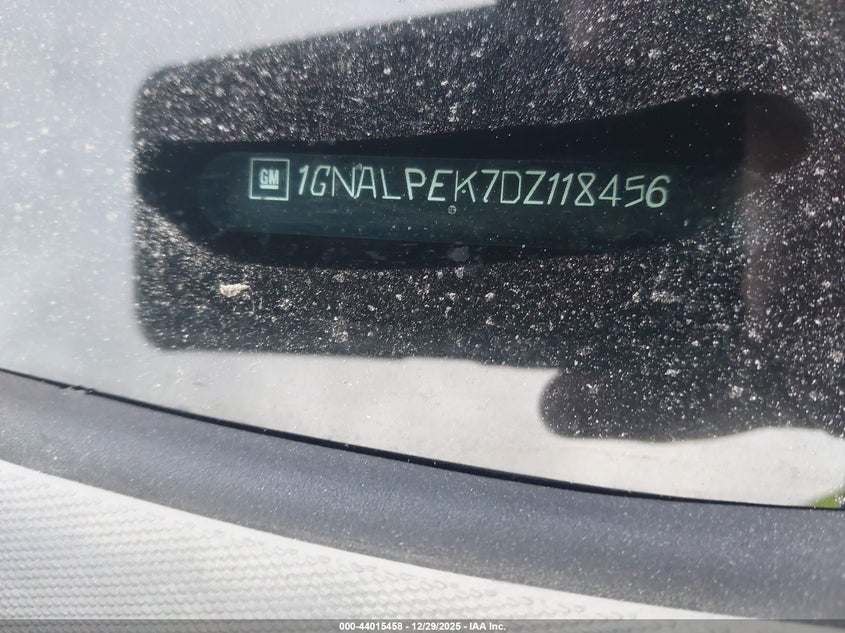 GM 1GNALPEK7DZ118456
000-44015458 - 12/29/2025 - IAA Inc.